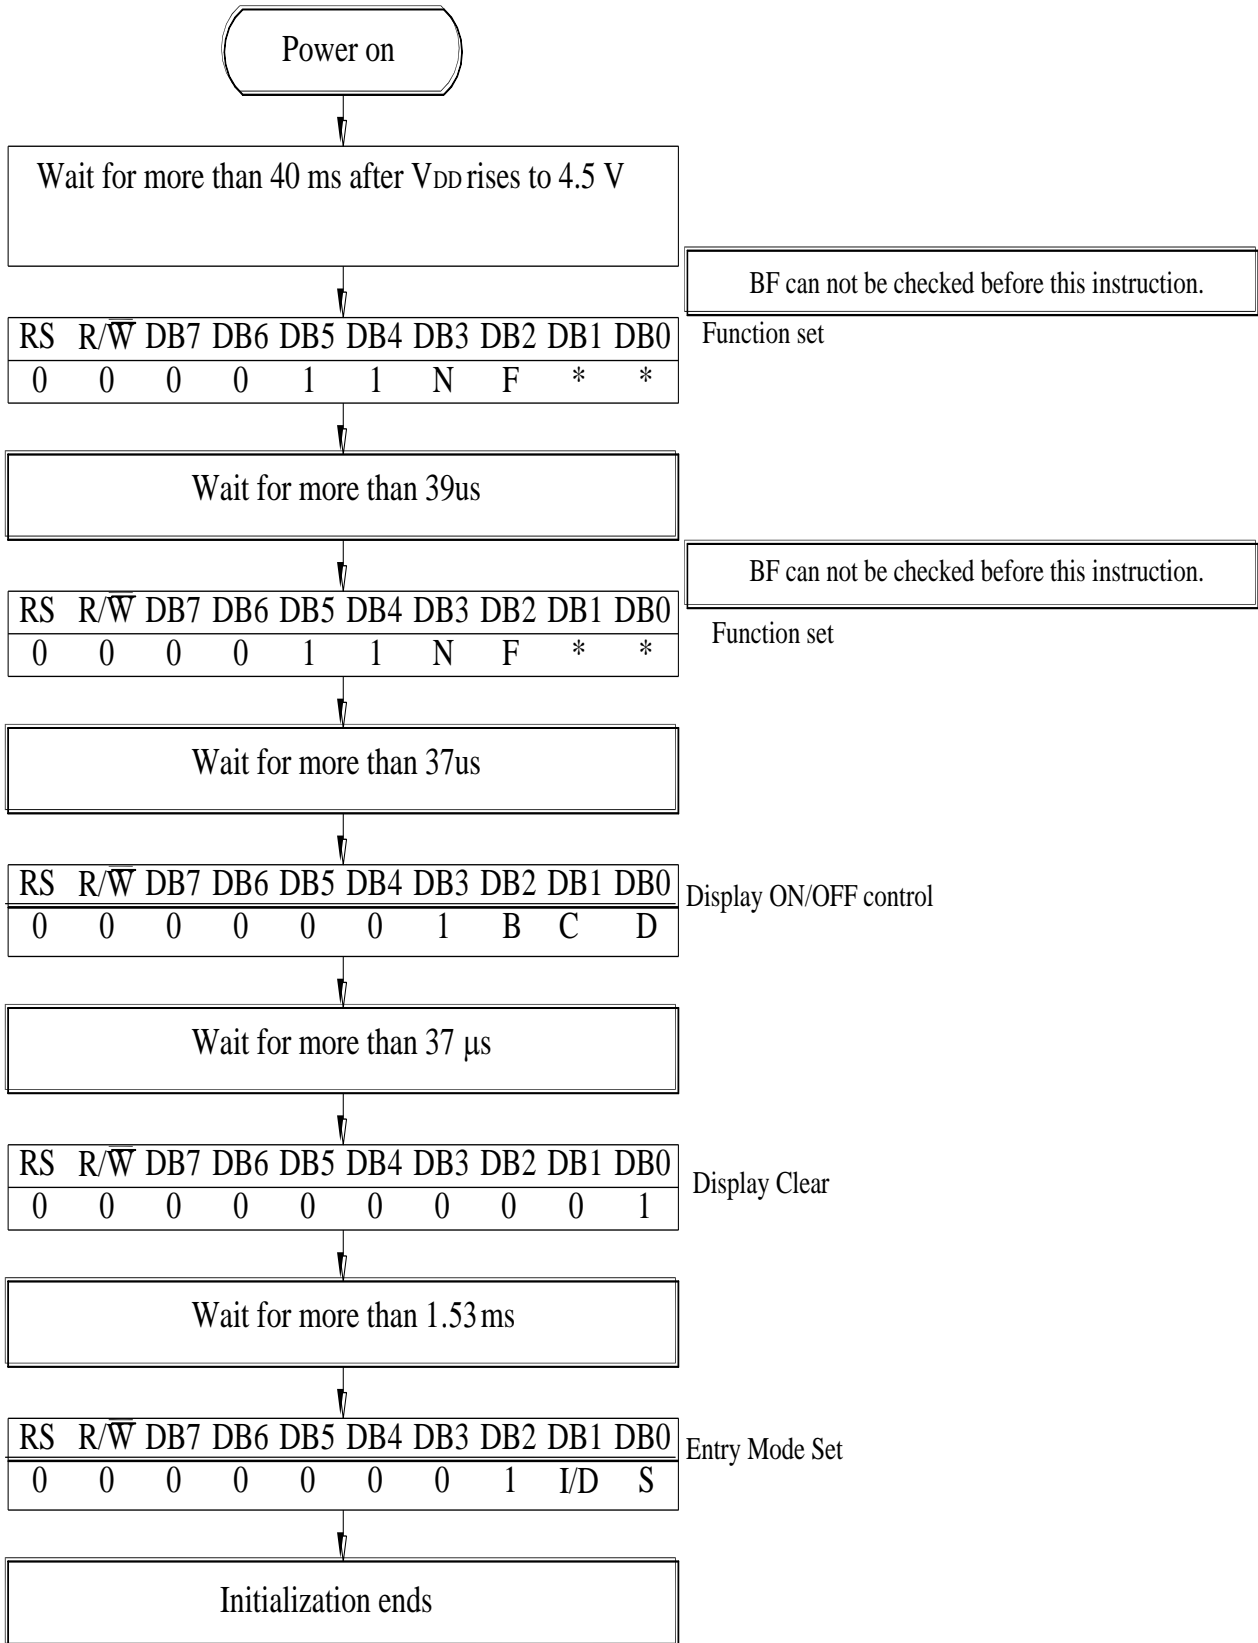 Power on
Wait for more than 40 ms after VDD rises to 4.5 V
BF can not be checked before this instruction.
RS R/W̅ DB7 DB6 DB5 DB4 DB3 DB2 DB1 DB0
Function set
0 0 0 0 1 1 N F * *
Wait for more than 39us
BF can not be checked before this instruction.
RS R/W̅ DB7 DB6 DB5 DB4 DB3 DB2 DB1 DB0
Function set
0 0 0 0 1 1 N F * *
Wait for more than 37us
RS R/W̅ DB7 DB6 DB5 DB4 DB3 DB2 DB1 DB0
Display ON/OFF control
0 0 0 0 0 0 1 B C D
Wait for more than 37 μs
RS R/W̅ DB7 DB6 DB5 DB4 DB3 DB2 DB1 DB0
Display Clear
0 0 0 0 0 0 0 0 0 1
Wait for more than 1.53 ms
RS R/W̅ DB7 DB6 DB5 DB4 DB3 DB2 DB1 DB0
Entry Mode Set
0 0 0 0 0 0 0 1 I/D S
Initialization ends